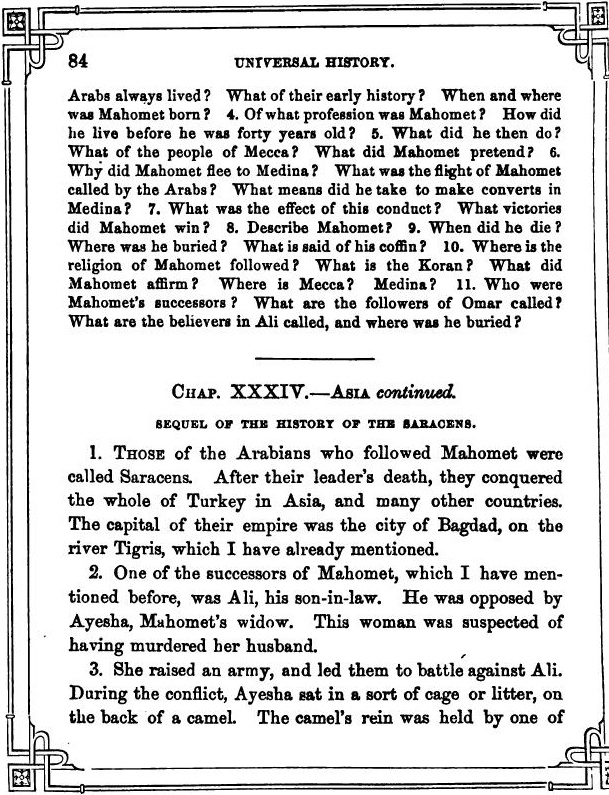 84 UNIVERSAL HISTORY.
Arabs always lived? What of their early history? When and where
was Mahomet born? 4. Of what profession was Mahomet? How did
he live before he was forty years old? 5. What did he then do?
What of the people of Mecca? What did Mahomet pretend? 6.
Why did Mahomet flee to Medina? What was the flight of Mahomet
called by the Arabs? What means did he take to make converts in
Medina? 7. What was the effect of this conduct? What victories
did Mahomet win? 8. Describe Mahomet? 9. When did he die?
Where was he buried? What is said of his coffin? 10. Where is the
religion of Mahomet followed? What is the Koran? What did
Mahomet affirm? Where is Mecca? Medina? 11. Who were
Mahomet's successors? What are the followers of Omar called?
What are the believers in Ali called, and where was he buried?
CHAP. XXXIV.—ASIA continued.
SEQUEL OF THE HISTORY OF THE SARACENS.
1. THOSE of the Arabians who followed Mahomet were
called Saracens. After their leader's death, they conquered
the whole of Turkey in Asia, and many other countries.
The capital of their empire was the city of Bagdad, on the
river Tigris, which I have already mentioned.
2. One of the successors of Mahomet, which I have men-
tioned before, was Ali, his son-in-law. He was opposed by
Ayesha, Mahomet's widow. This woman was suspected of
having murdered her husband.
3. She raised an army, and led them to battle against Ali.
During the conflict, Ayesha sat in a sort of cage or litter, on
the back of a camel. The camel's rein was held by one of